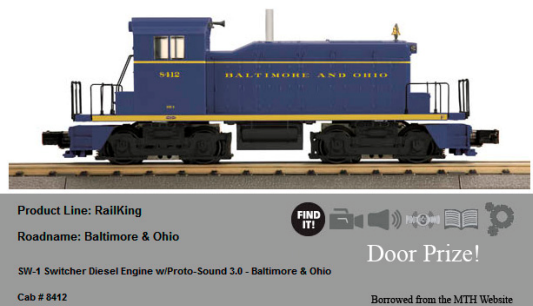 8412
BALTIMORE AND OHIO
Product Line: RailKing
FIND IT!
Roadname: Baltimore & Ohio
Door Prize!
SW-1 Switcher Diesel Engine w/Proto-Sound 3.0 - Baltimore & Ohio
Cab # 8412
Borrowed from the MTH Website